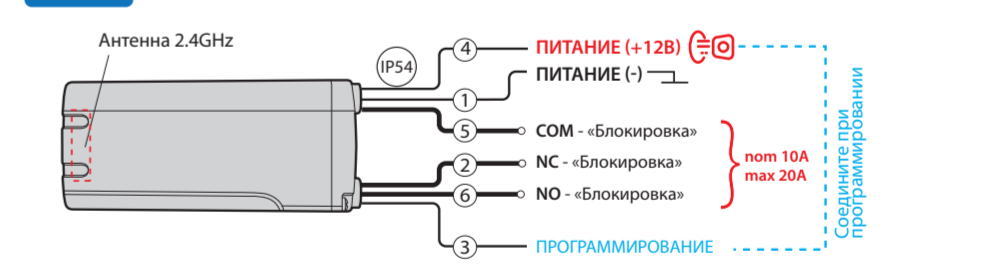 Антенна 2.4GHz
IP54
4
ПИТАНИЕ (+12В)
1
ПИТАНИЕ (-)
5
COM - «Блокировка»
2
NC - «Блокировка»
6
NO - «Блокировка»
nom 10A
max 20A
3
ПРОГРАММИРОВАНИЕ
Соедините при
программировании